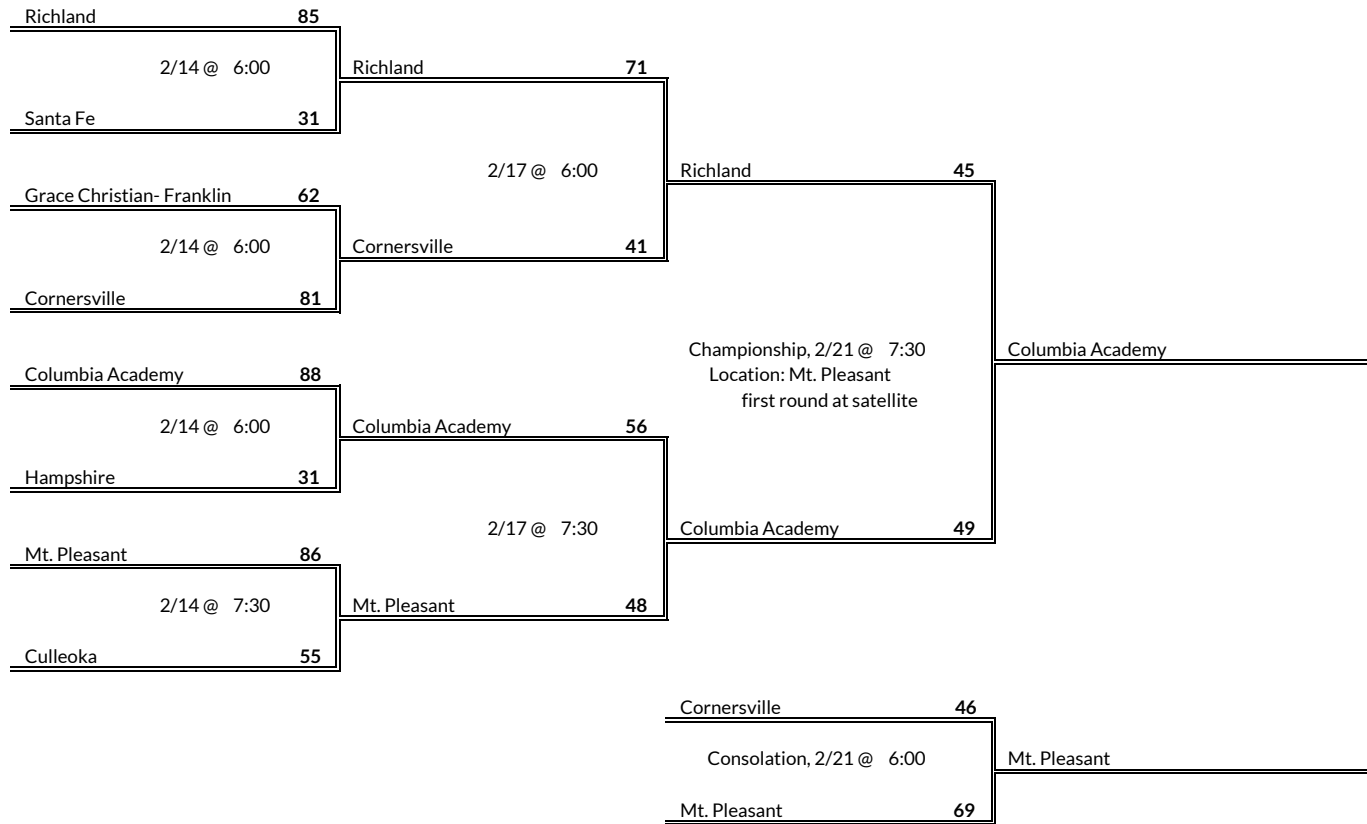 Richland 85
2/14 @ 6:00 Richland 71
Santa Fe 31
2/17 @ 6:00 Richland 45
Grace Christian- Franklin 62
2/14 @ 6:00 Cornersville 41
Cornersville 81
Championship, 2/21 @ 7:30 Columbia Academy
Columbia Academy 88 Location: Mt. Pleasant
first round at satellite
2/14 @ 6:00 Columbia Academy 56
Hampshire 31
2/17 @ 7:30 Columbia Academy 49
Mt. Pleasant 86
2/14 @ 7:30 Mt. Pleasant 48
Culleoka 55
Cornersville 46
Consolation, 2/21 @ 6:00 Mt. Pleasant
Mt. Pleasant 69